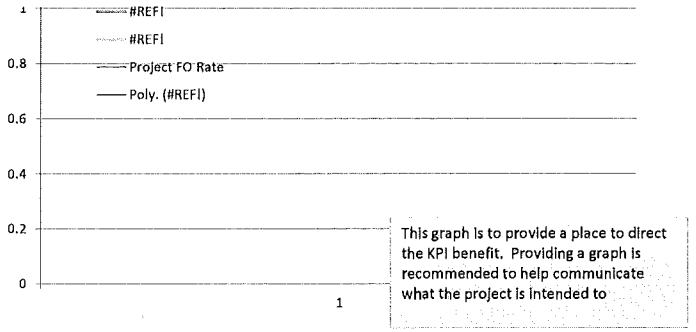 1
#REF!
#REF!
0.8
Project FO Rate
Poly. (#REF!)
0.6
0.4
0.2
0
1
This graph is to provide a place to direct
the KPI benefit. Providing a graph is
recommended to help communicate
what the project is intended to